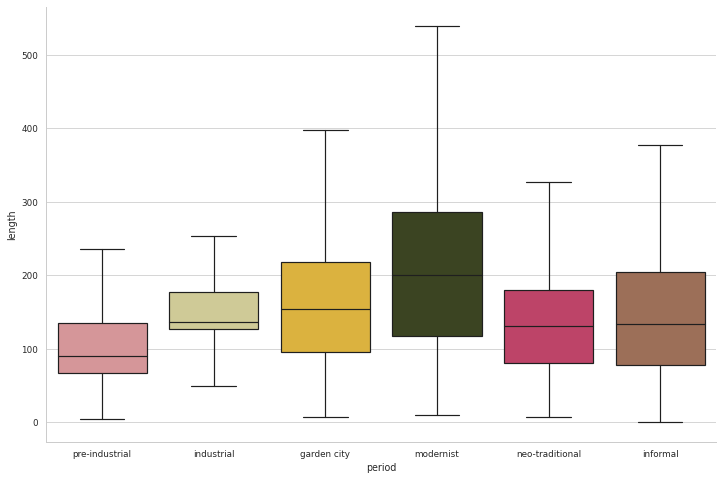 500
400
300
200
100
0
length
pre-industrial industrial garden city modernist neo-traditional informal
period